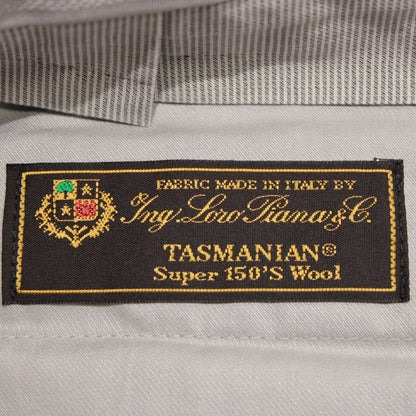 FABRIC MADE IN ITALY BY
Ing. Loro Piana & C.
TASMANIAN®
Super 150'S Wool